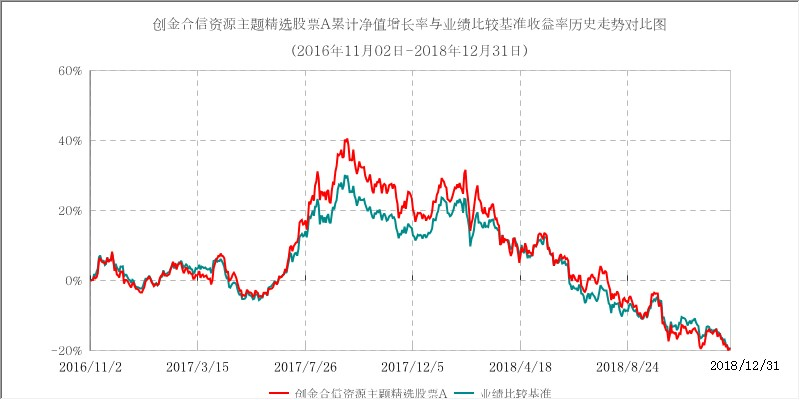 创金合信资源主题精选股票A累计净值增长率与业绩比较基准收益率历史走势对比图
(2016年11月02日-2018年12月31日)
60%
40%
20%
0%
-20%
2016/11/2 2017/3/15 2017/7/26 2017/12/5 2018/4/18 2018/8/24 2018/12/31
创金合信资源主题精选股票A 业绩比较基准